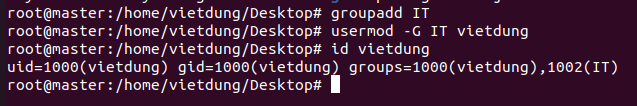 root@master:/home/vietdung/Desktop# groupadd IT
root@master:/home/vietdung/Desktop# usermod -G IT vietdung
root@master:/home/vietdung/Desktop# id vietdung
uid=1000(vietdung) gid=1000(vietdung) groups=1000(vietdung),1002(IT)
root@master:/home/vietdung/Desktop#